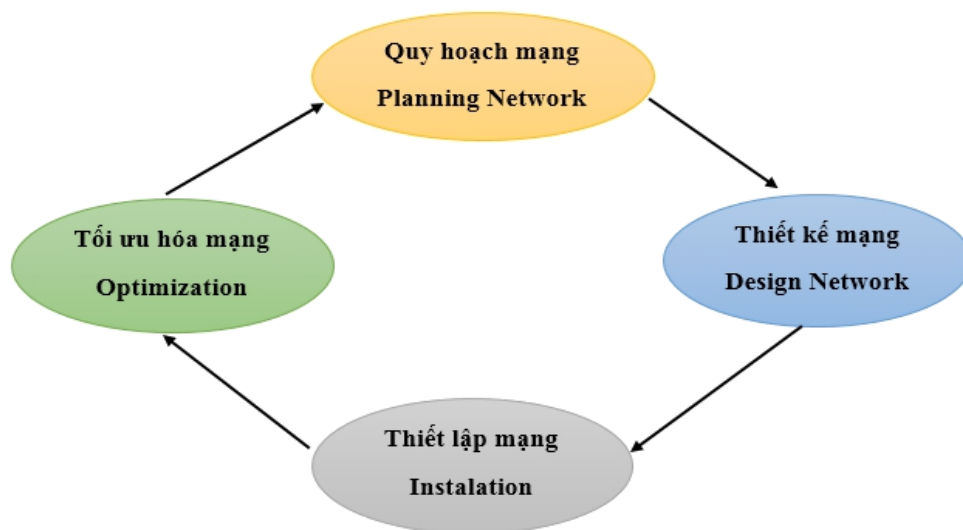 Quy hoạch mạng
Planning Network
Tối ưu hóa mạng
Optimization
Thiết kế mạng
Design Network
Thiết lập mạng
Instalation